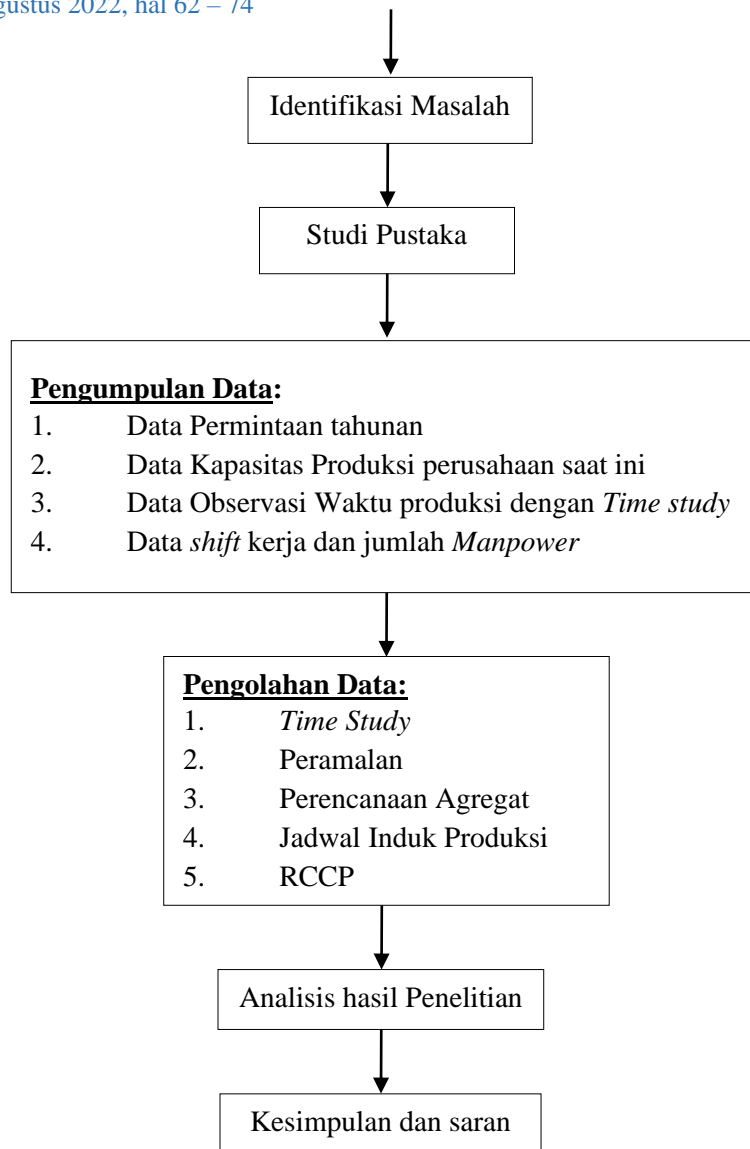 gustus 2022, hal 62 – 74
Identifikasi Masalah
Studi Pustaka
Pengumpulan Data:
1. Data Permintaan tahunan
2. Data Kapasitas Produksi perusahaan saat ini
3. Data Observasi Waktu produksi dengan Time study
4. Data shift kerja dan jumlah Manpower
Pengolahan Data:
1. Time Study
2. Peramalan
3. Perencanaan Agregat
4. Jadwal Induk Produksi
5. RCCP
Analisis hasil Penelitian
Kesimpulan dan saran